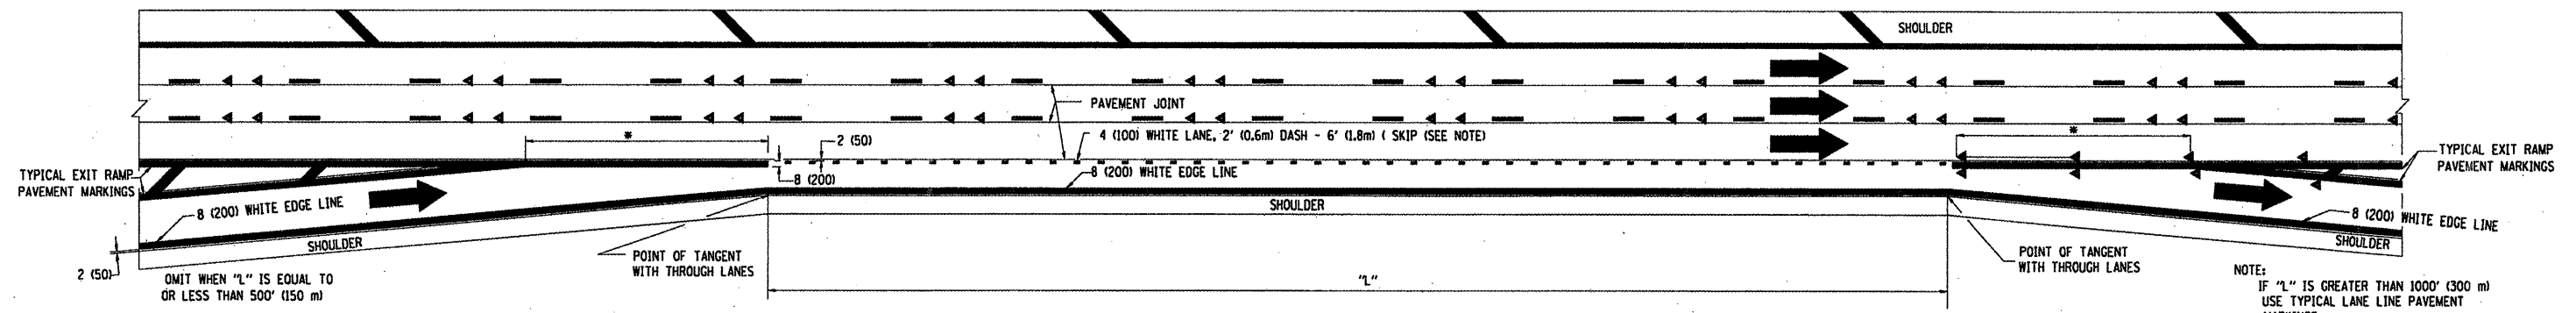 SHOULDER
PAVEMENT JOINT
4 (100) WHITE LANE, 2' (0.6m) DASH ~ 6' (1.8m) ( SKIP (SEE NOTE)
*
2 (50)
*
TYPICAL EXIT RAMP
PAVEMENT MARKINGS
8 (200)
8 (200) WHITE EDGE LINE
TYPICAL EXIT RAMP
PAVEMENT MARKINGS
8 (200) WHITE EDGE LINE
SHOULDER
SHOULDER
8 (200) WHITE EDGE LINE
SHOULDER
2 (50)
POINT OF TANGENT
WITH THROUGH LANES
POINT OF TANGENT
WITH THROUGH LANES
OMIT WHEN "L" IS EQUAL TO
OR LESS THAN 500' (150 m)
"L"
NOTE:
IF "L" IS GREATER THAN 1000' (300 m)
USE TYPICAL LANE LINE PAVEMENT